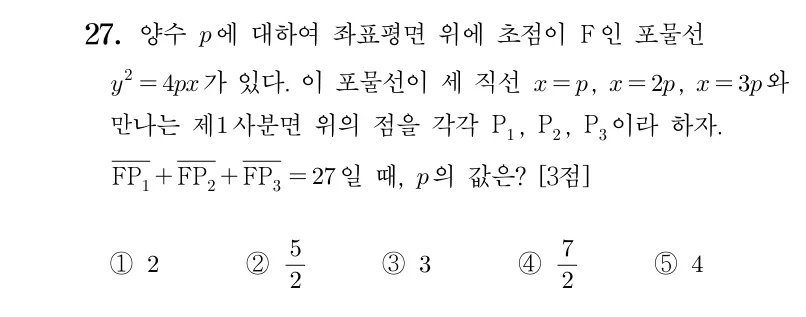 27. 양수 p에 대하여 좌표평면 위에 초점이 F인 포물선
y² = 4px가 있다. 이 포물선이 세 직선 x = p, x = 2p, x = 3p와
만나는 제1사분면 위의 점을 각각 P₁, P₂, P₃이라 하자.
F̅P̅₁ + F̅P̅₂ + F̅P̅₃ = 27일 때, p의 값은? [3점]
① 2 ② 5/2 ③ 3 ④ 7/2 ⑤ 4